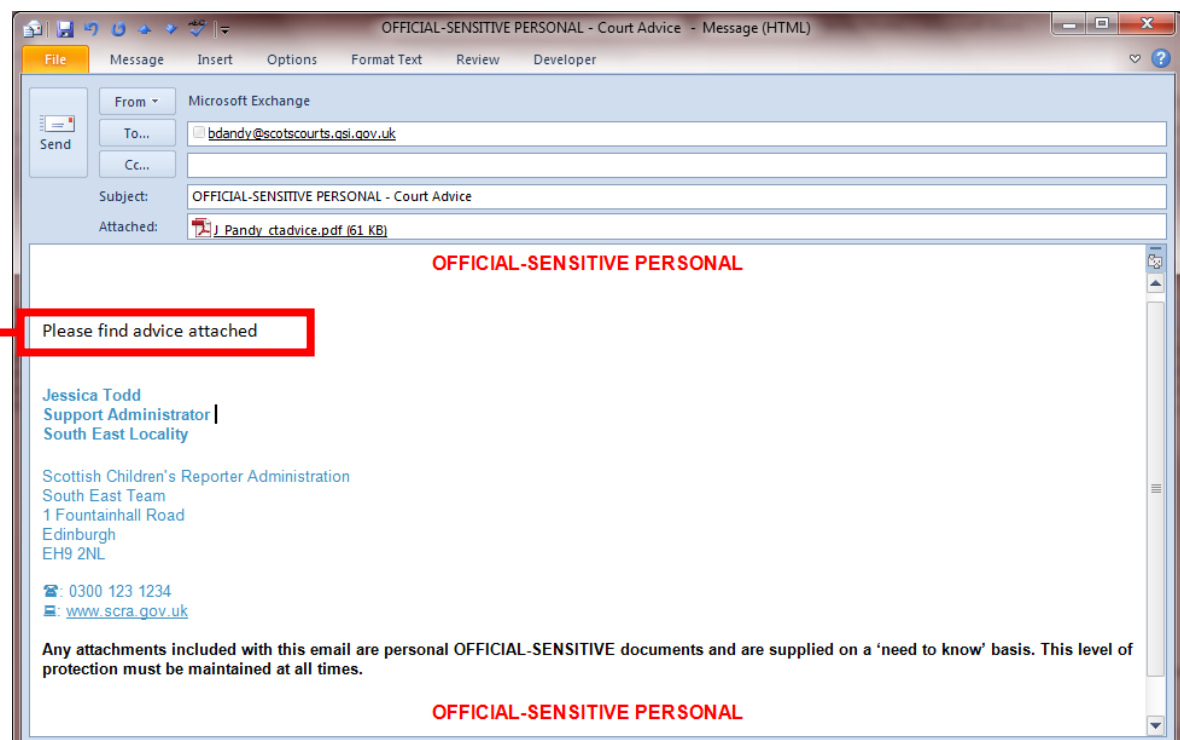 OFFICIAL-SENSITIVE PERSONAL - Court Advice - Message (HTML)
File Message Insert Options Format Text Review Developer
From Microsoft Exchange
Send
To... bdandy@scotscourts.gsi.gov.uk
Cc...
Subject: OFFICIAL-SENSITIVE PERSONAL - Court Advice
Attached: J_Pandy_ctadvice.pdf (61 KB)
OFFICIAL-SENSITIVE PERSONAL
Please find advice attached
Jessica Todd
Support Administrator
South East Locality
Scottish Children's Reporter Administration
South East Team
1 Fountainhall Road
Edinburgh
EH9 2NL
☎: 0300 123 1234
💻: www.scra.gov.uk
Any attachments included with this email are personal OFFICIAL-SENSITIVE documents and are supplied on a ‘need to know’ basis. This level of
protection must be maintained at all times.
OFFICIAL-SENSITIVE PERSONAL